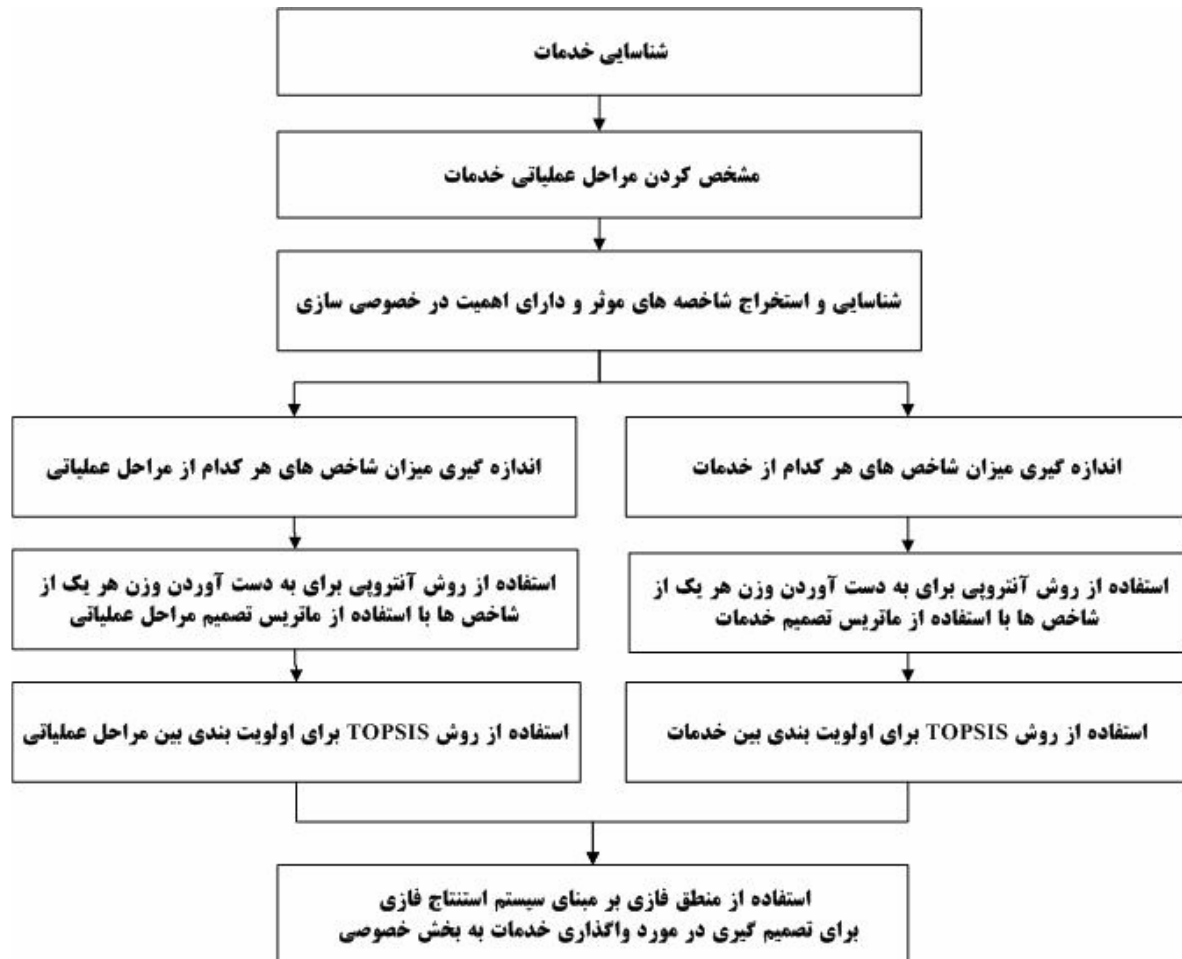 شناسایی خدمات
مشخص کردن مراحل عملیاتی خدمات
شناسایی و استخراج شاخصه های موثر و دارای اهمیت در خصوصی سازی
اندازه گیری میزان شاخص های هر کدام از خدمات
اندازه گیری میزان شاخص های هر کدام از مراحل عملیاتی
استفاده از روش آنتروپی برای به دست آوردن وزن هر یک از
شاخص ها با استفاده از ماتریس تصمیم خدمات
استفاده از روش آنتروپی برای به دست آوردن وزن هر یک از
شاخص ها با استفاده از ماتریس تصمیم مراحل عملیاتی
استفاده از روش TOPSIS برای اولویت بندی بین خدمات
استفاده از روش TOPSIS برای اولویت بندی بین مراحل عملیاتی
استفاده از منطق فازی بر مبنای سیستم استنتاج فازی
برای تصمیم گیری در مورد واگذاری خدمات به بخش خصوصی